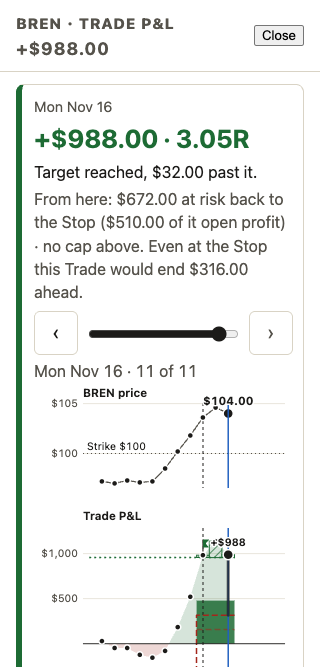 BREN · TRADE P&L
+$988.00
Close
Mon Nov 16
+$988.00 · 3.05R
Target reached, $32.00 past it.
From here: $672.00 at risk back to
the Stop ($510.00 of it open profit)
· no cap above. Even at the Stop
this Trade would end $316.00
ahead.
‹
›
Mon Nov 16 · 11 of 11
BREN price
$105
$104.00
Strike $100
$100
Trade P&L
+$988
$1,000
$500